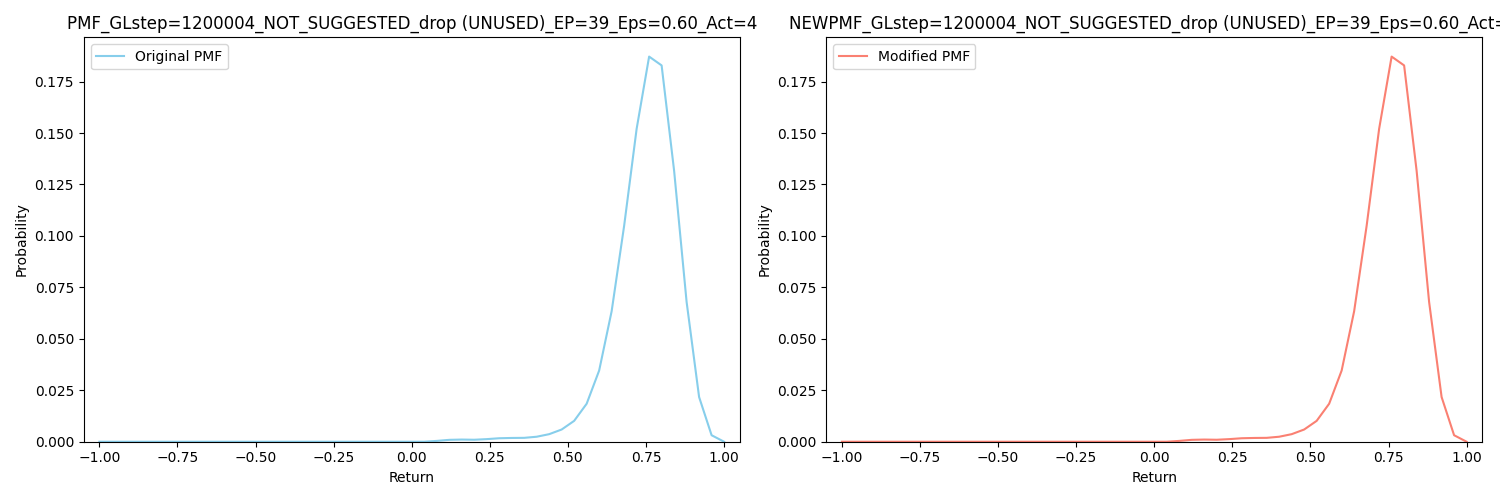 PMF_GLstep=1200004_NOT_SUGGESTED_drop (UNUSED)_EP=39_Eps=0.60_Act=4
Original PMF
0.175
0.150
0.125
0.100
0.075
0.050
0.025
0.000
Probability
−1.00 −0.75 −0.50 −0.25 0.00 0.25 0.50 0.75 1.00
Return
NEWPMF_GLstep=1200004_NOT_SUGGESTED_drop (UNUSED)_EP=39_Eps=0.60_Act=
Modified PMF
0.175
0.150
0.125
0.100
0.075
0.050
0.025
0.000
Probability
−1.00 −0.75 −0.50 −0.25 0.00 0.25 0.50 0.75 1.00
Return